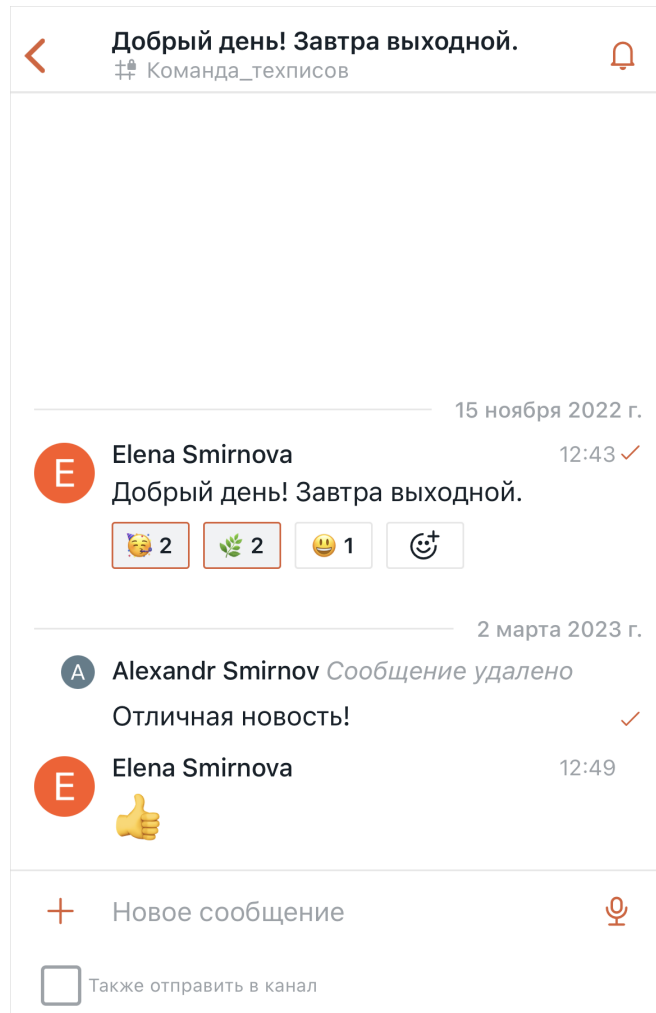 Добрый день! Завтра выходной.
Команда_техписов
15 ноября 2022 г.
Elena Smirnova 12:43
E
Добрый день! Завтра выходной.
🥳 2 🌿 2 😃 1
2 марта 2023 г.
A Alexandr Smirnov Сообщение удалено
Отличная новость!
Elena Smirnova 12:49
E
👍
Новое сообщение
Также отправить в канал